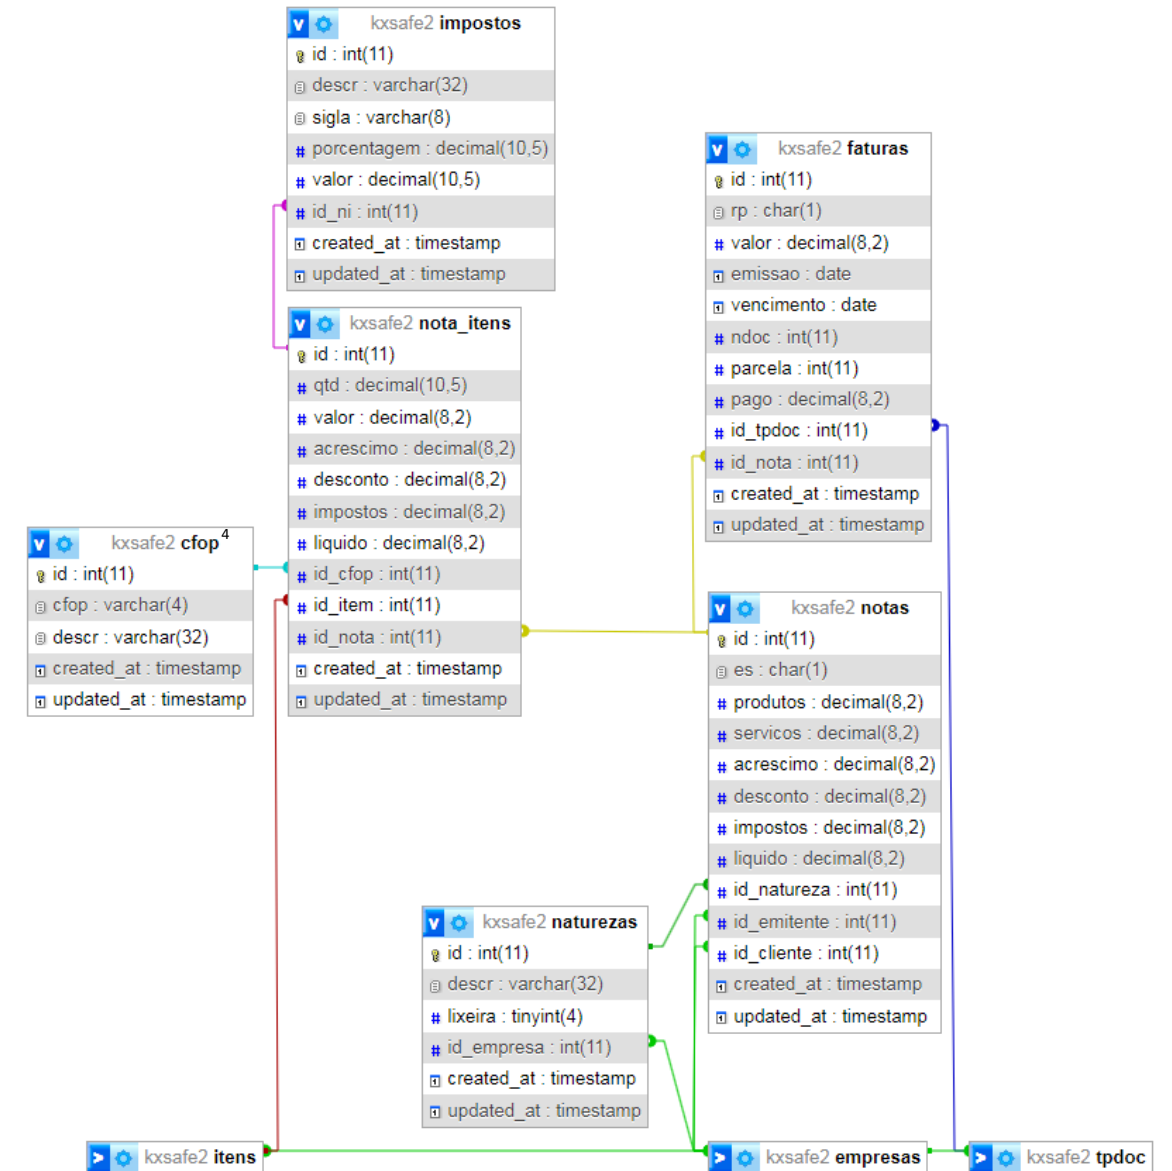 kxsafe2 impostos
id : int(11)
descr : varchar(32)
sigla : varchar(8)
porcentagem : decimal(10,5)
valor : decimal(10,5)
id_ni : int(11)
created_at : timestamp
updated_at : timestamp
kxsafe2 faturas
id : int(11)
rp : char(1)
valor : decimal(8,2)
emissao : date
vencimento : date
ndoc : int(11)
parcela : int(11)
pago : decimal(8,2)
id_tpdoc : int(11)
id_nota : int(11)
created_at : timestamp
updated_at : timestamp
kxsafe2 nota_itens
id : int(11)
qtd : decimal(10,5)
valor : decimal(8,2)
acrescimo : decimal(8,2)
desconto : decimal(8,2)
impostos : decimal(8,2)
liquido : decimal(8,2)
id_cfop : int(11)
id_item : int(11)
id_nota : int(11)
created_at : timestamp
updated_at : timestamp
kxsafe2 cfop 4
id : int(11)
cfop : varchar(4)
descr : varchar(32)
created_at : timestamp
updated_at : timestamp
kxsafe2 notas
id : int(11)
es : char(1)
produtos : decimal(8,2)
servicos : decimal(8,2)
acrescimo : decimal(8,2)
desconto : decimal(8,2)
impostos : decimal(8,2)
liquido : decimal(8,2)
id_natureza : int(11)
id_emitente : int(11)
id_cliente : int(11)
created_at : timestamp
updated_at : timestamp
kxsafe2 naturezas
id : int(11)
descr : varchar(32)
lixeira : tinyint(4)
id_empresa : int(11)
created_at : timestamp
updated_at : timestamp
kxsafe2 itens
kxsafe2 empresas
kxsafe2 tpdoc